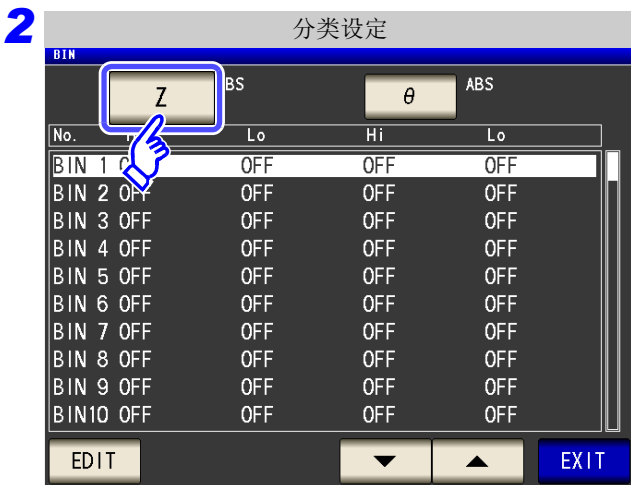 2
分类设定
BIN
Z BS θ ABS
No. Lo Hi Lo
BIN 1 OFF OFF OFF
BIN 2 OFF OFF OFF OFF
BIN 3 OFF OFF OFF OFF
BIN 4 OFF OFF OFF OFF
BIN 5 OFF OFF OFF OFF
BIN 6 OFF OFF OFF OFF
BIN 7 OFF OFF OFF OFF
BIN 8 OFF OFF OFF OFF
BIN 9 OFF OFF OFF OFF
BIN10 OFF OFF OFF OFF
EDIT EXIT